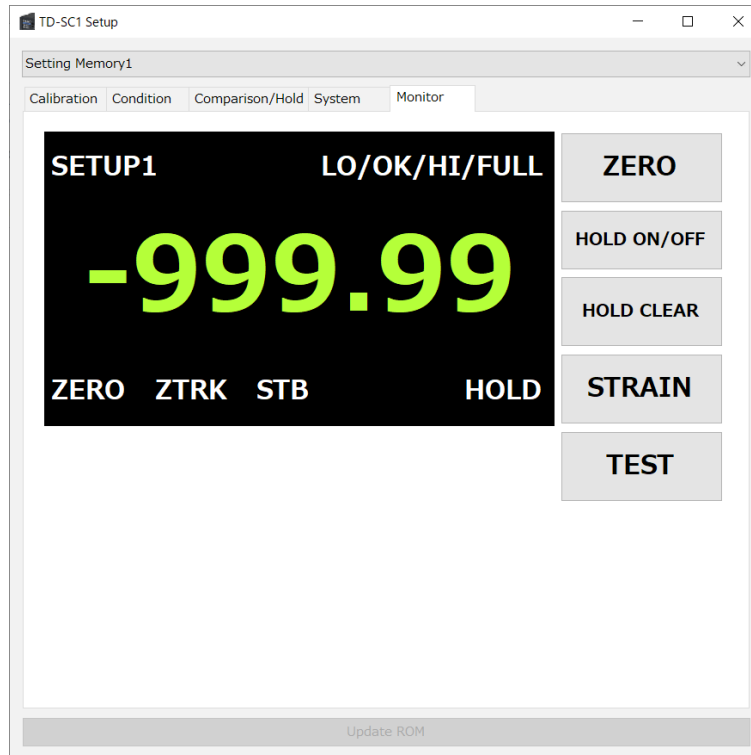 TD-SC1 Setup
Setting Memory1
Calibration Condition Comparison/Hold System Monitor
SETUP1 LO/OK/HI/FULL
-999.99
ZERO ZTRK STB HOLD
ZERO
HOLD ON/OFF
HOLD CLEAR
STRAIN
TEST
Update ROM